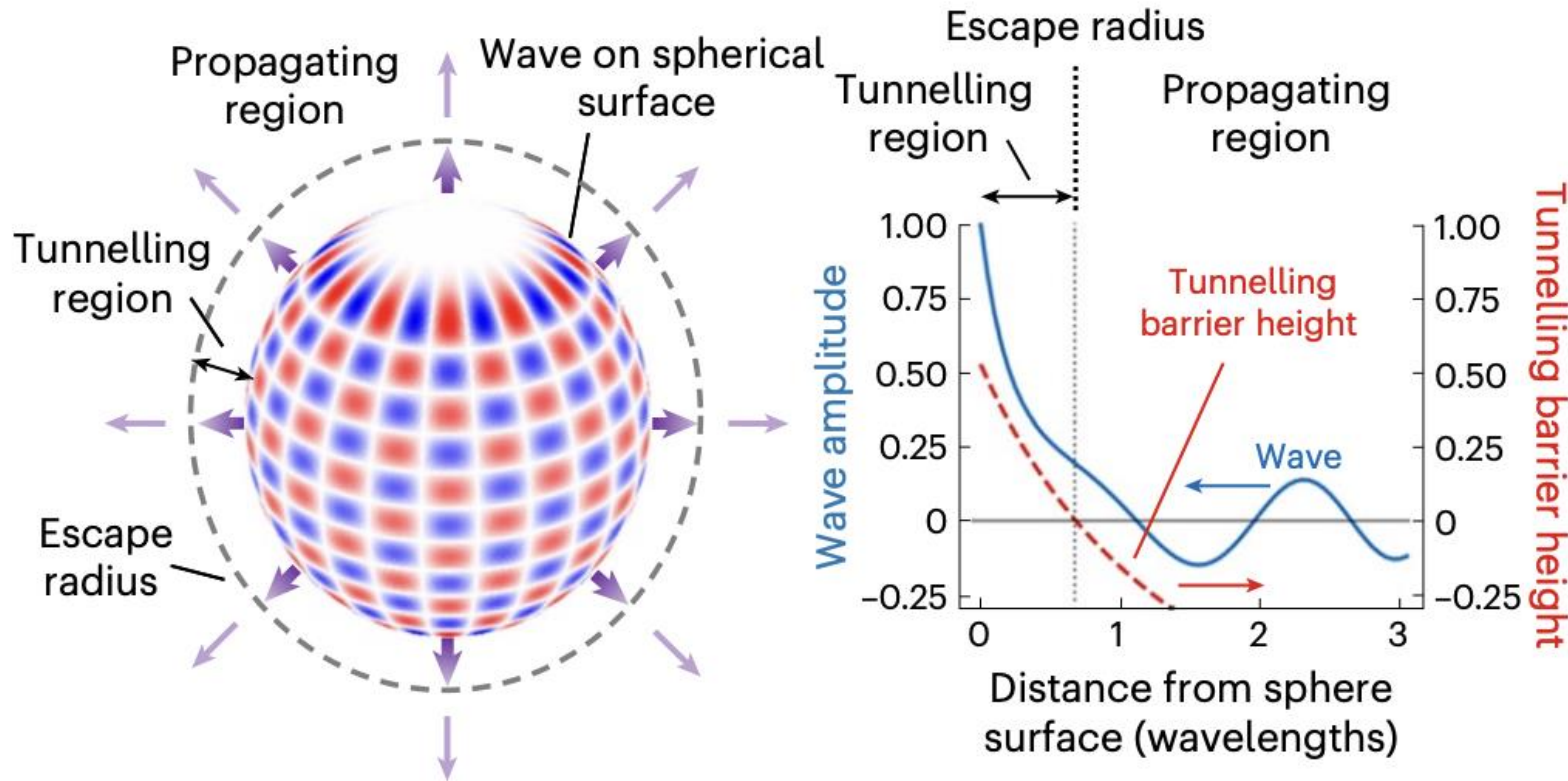 Propagating
region
Wave on spherical
surface
Tunnelling
region
Escape
radius
Escape radius
Tunnelling
region
Propagating
region
1.00
0.75
0.50
0.25
0
−0.25
Wave amplitude
1.00
0.75
0.50
0.25
0
−0.25
Tunnelling barrier height
Tunnelling
barrier height
Wave
0 1 2 3
Distance from sphere
surface (wavelengths)